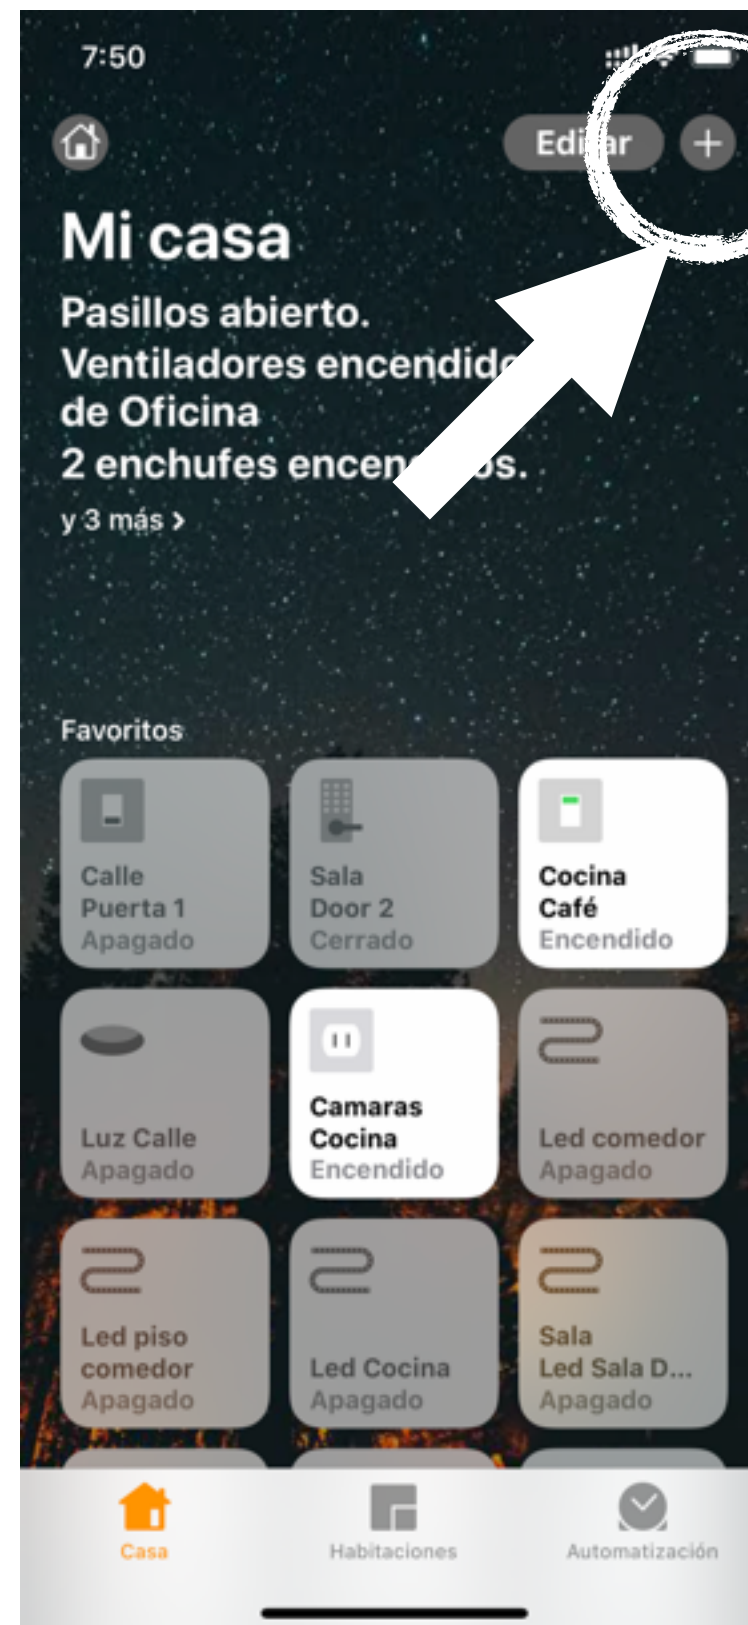 7:50
Editar
Mi casa
Pasillos abierto.
Ventiladores encendido
de Oficina
2 enchufes encendidos.
y 3 más >
Favoritos
Calle
Puerta 1
Apagado
Sala
Door 2
Cerrado
Cocina
Café
Encendido
Luz Calle
Apagado
Camaras
Cocina
Encendido
Led comedor
Apagado
Led piso
comedor
Apagado
Led Cocina
Apagado
Sala
Led Sala D...
Apagado
Casa
Habitaciones
Automatización